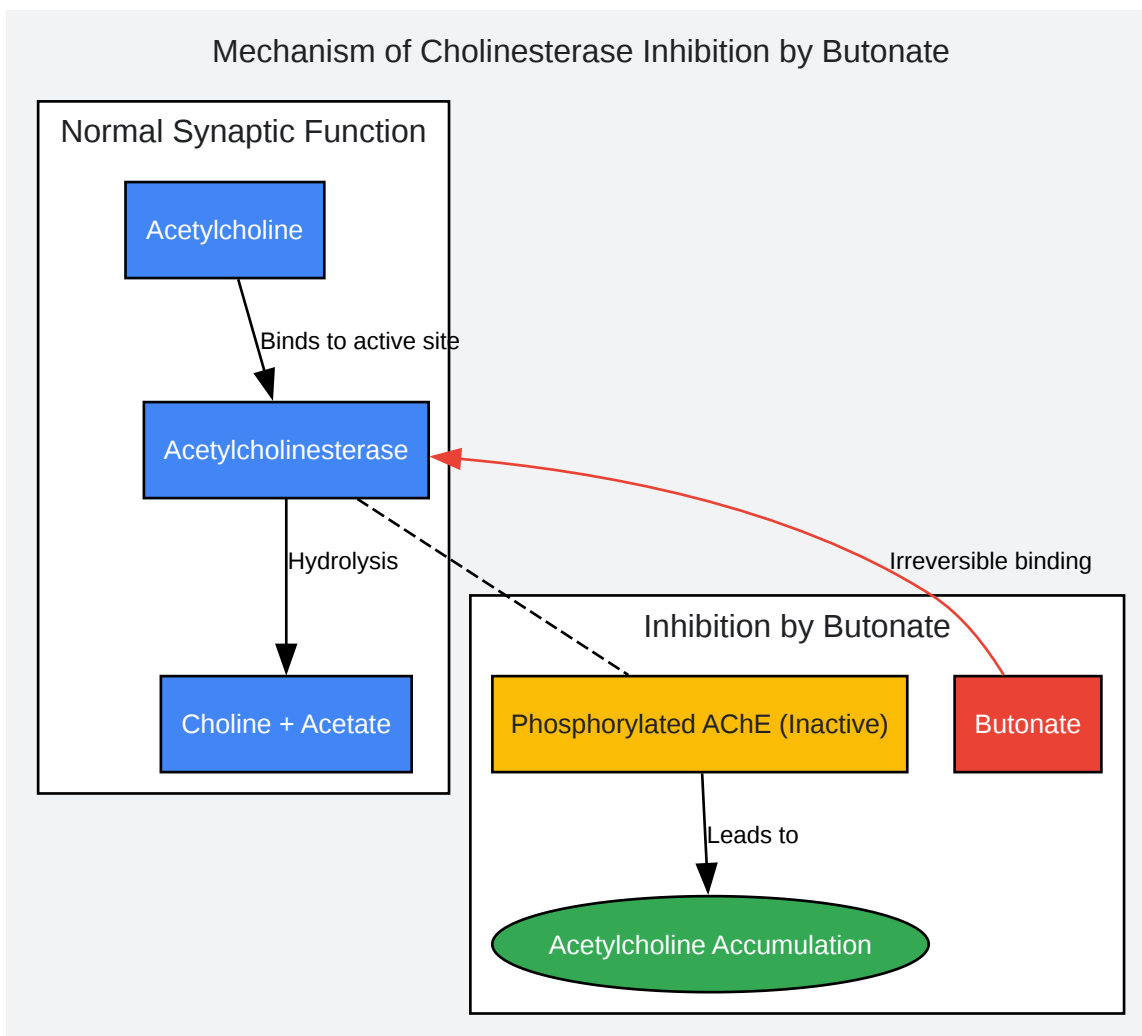 Mechanism of Cholinesterase Inhibition by Butonate
Normal Synaptic Function
Acetylcholine
Binds to active site
Acetylcholinesterase
Hydrolysis
Irreversible binding
Inhibition by Butonate
Choline + Acetate
Phosphorylated AChE (Inactive)
Butonate
Leads to
Acetylcholine Accumulation